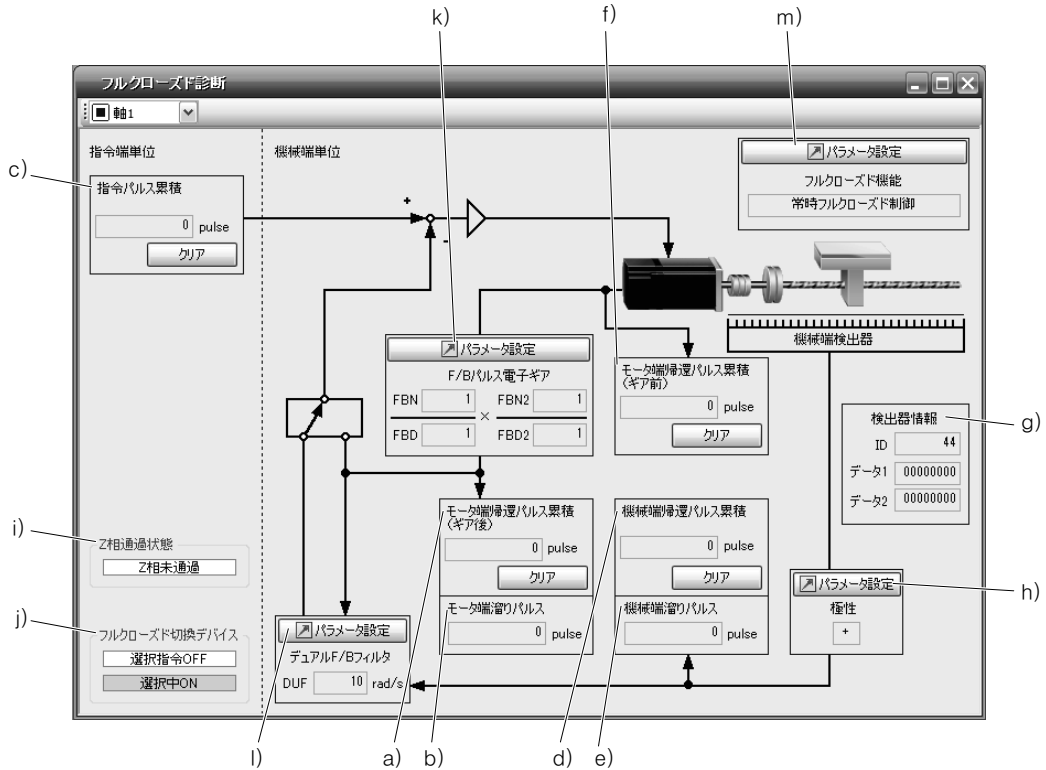 k)
f)
m)
フルクローズド診断
軸1
指令端単位
機械端単位
パラメータ設定
フルクローズド機能
常時フルクローズド制御
c)
指令パルス累積
0 pulse
クリア
+
-
機械端検出器
パラメータ設定
F/Bパルス電子ギア
FBN 1 × FBN2 1
FBD 1 FBD2 1
モータ端帰還パルス累積
(ギア前)
0 pulse
クリア
検出器情報
ID 44
データ1 00000000
データ2 00000000
g)
i)
Z相通過状態
Z相未通過
モータ端帰還パルス累積
(ギア後)
0 pulse
クリア
モータ端溜りパルス
0 pulse
機械端帰還パルス累積
0 pulse
クリア
機械端溜りパルス
0 pulse
パラメータ設定
極性
+
h)
j)
フルクローズド切換デバイス
選択指令OFF
選択中ON
パラメータ設定
デュアルF/Bフィルタ
DUF 10 rad/s
l)
a)
b)
d)
e)